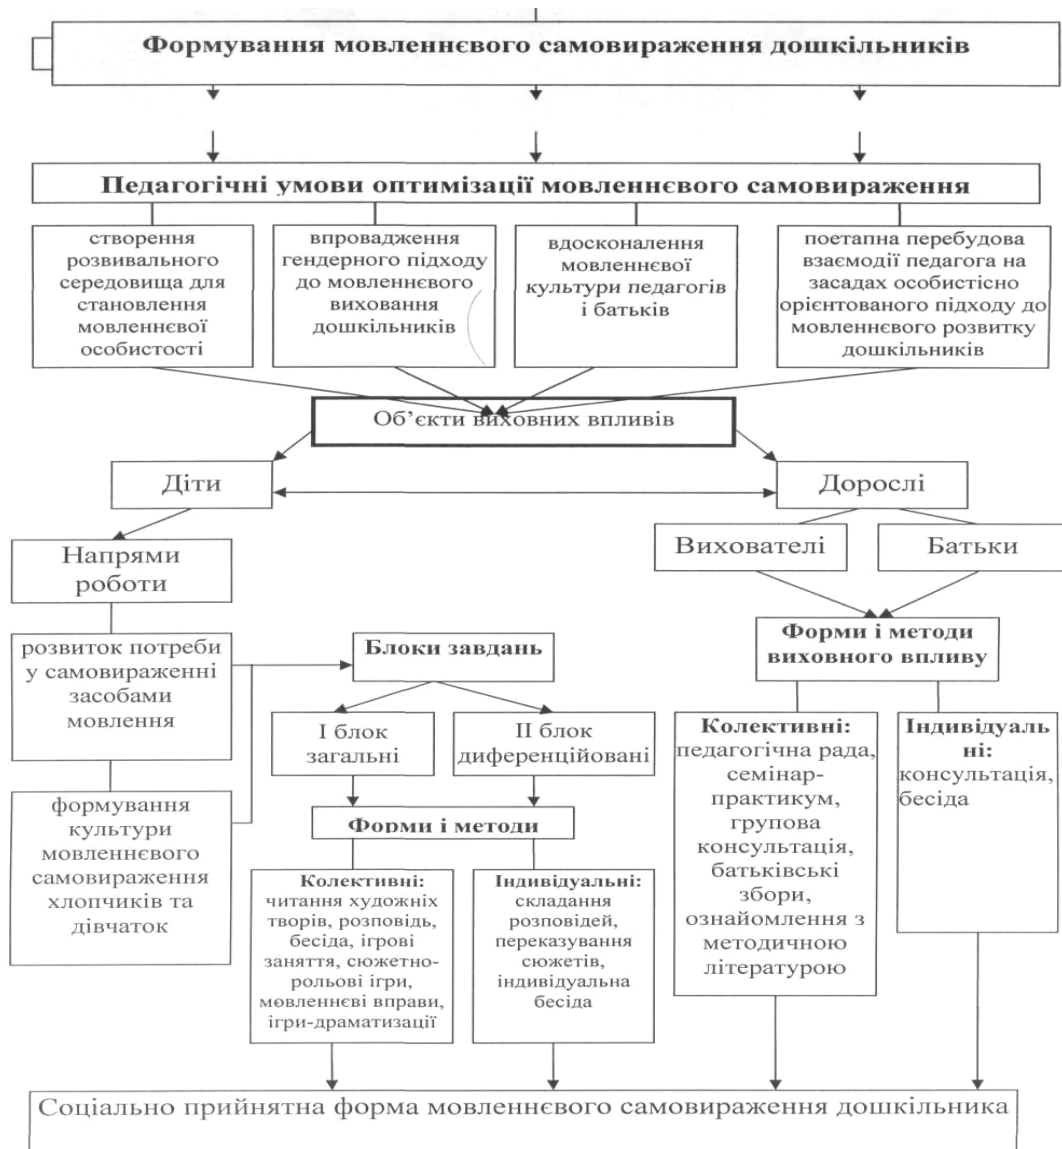 Формування мовленнєвого самовираження дошкільників
Педагогічні умови оптимізації мовленнєвого самовираження
створення
розвивального
середовища для
становлення
мовленнєвої
особистості
впровадження
гендерного підходу
до мовленнєвого
виховання
дошкільників
вдосконалення
мовленнєвої
культури педагогів
і батьків
поетапна перебудова
взаємодії педагога на
засадах особистісно
орієнтованого підходу до
мовленнєвого розвитку
дошкільників
Об’єкти виховних впливів
Діти
Дорослі
Напрями
роботи
Вихователі
Батьки
розвиток потреби
у самовираженні
засобами
мовлення
Блоки завдань
Форми і методи
виховного впливу
І блок
загальні
ІІ блок
диференційовані
формування
культури
мовленнєвого
самовираження
хлопчиків та
дівчаток
Форми і методи
Колективні:
читання художніх
творів, розповідь,
бесіда, ігрові
заняття, сюжетно-
рольові ігри,
мовленнєві вправи,
ігри-драматизації
Індивідуальні:
складання
розповідей,
переказування
сюжетів,
індивідуальна
бесіда
Колективні:
педагогічна рада,
семінар-
практикум,
групова
консультація,
батьківські
збори,
ознайомлення з
методичною
літературою
Індивідуаль
ні:
консультація,
бесіда
Соціально прийнятна форма мовленнєвого самовираження дошкільника